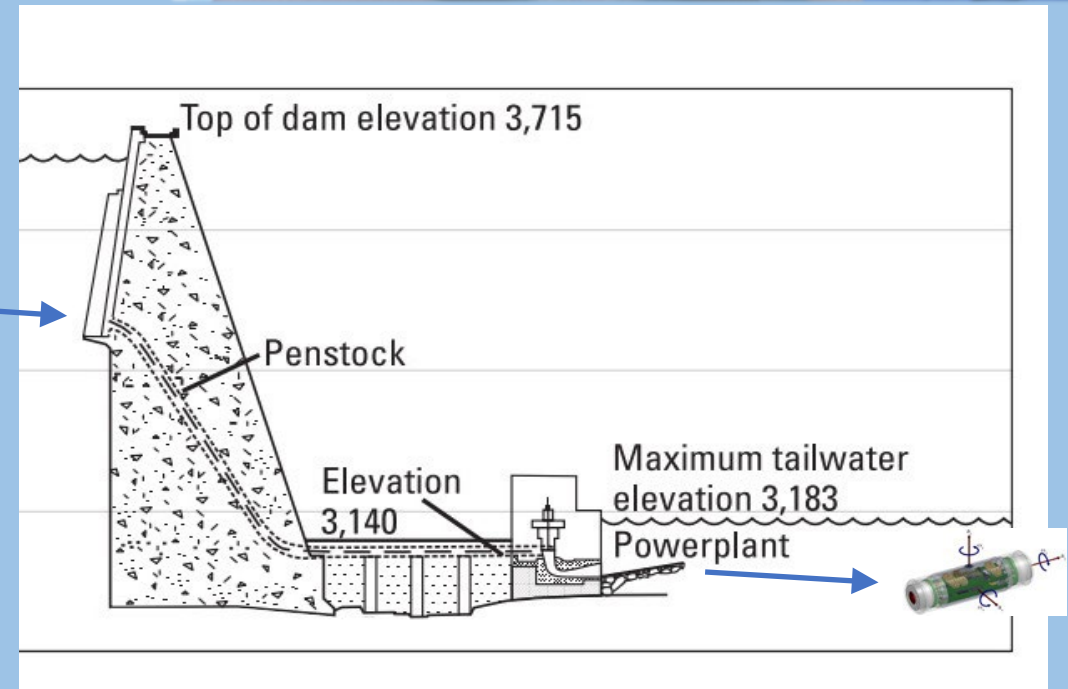 Top of dam elevation 3,715
Penstock
Elevation
3,140
Maximum tailwater
elevation 3,183
Powerplant